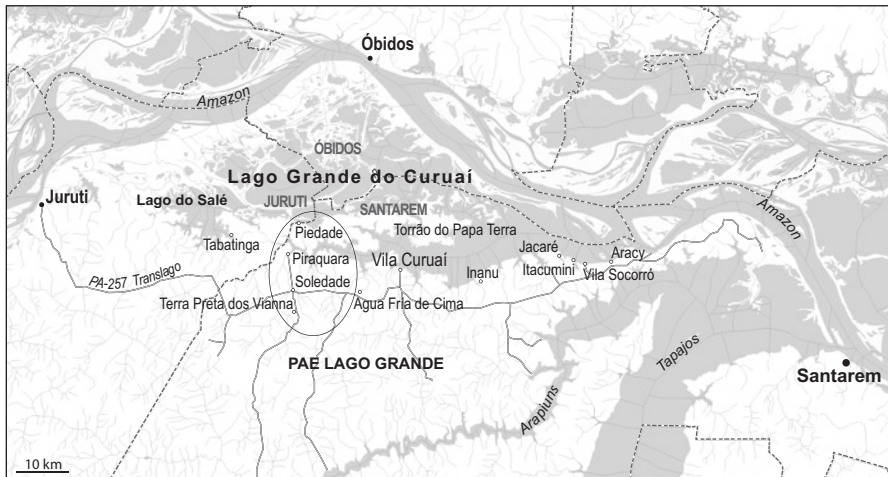 Óbidos
Amazon
ÓBIDOS
Lago Grande do Curuaí
Juruti
Lago do Salé
JURUTI
SANTAREM
Amazon
Piedade
Torrão do Papa Terra
Tabatinga
Jacaré
Aracy
Piraquara
Vila Curuaí
Itacumini
Inanu
Vila Socorró
PA-257 Translago
Soledade
Terra Preta dos Vianna
Agua Fria de Cima
PAE LAGO GRANDE
Tapajos
Santarem
Arapiuns
10 km